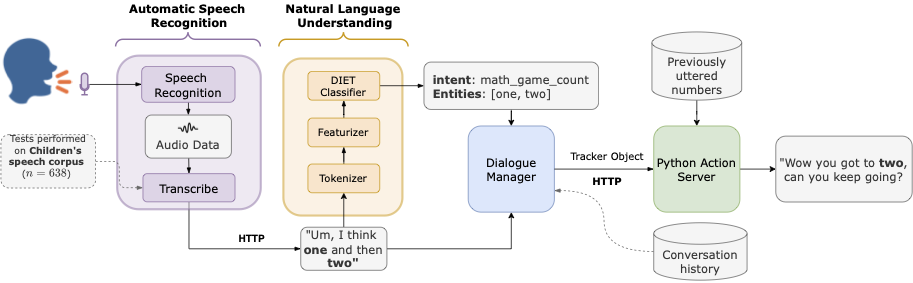 Automatic Speech
Recognition
Natural Language
Understanding
Speech
Recognition
Audio Data
Transcribe
Tests performed
on Children's
speech corpus
(n = 638)
HTTP
DIET
Classifier
Featurizer
Tokenizer
"Um, I think
one and then
two"
intent: math_game_count
Entities: [one, two]
Dialogue
Manager
Tracker Object
HTTP
Previously
uttered
numbers
Python Action
Server
Conversation
history
"Wow you got to two,
can you keep going?